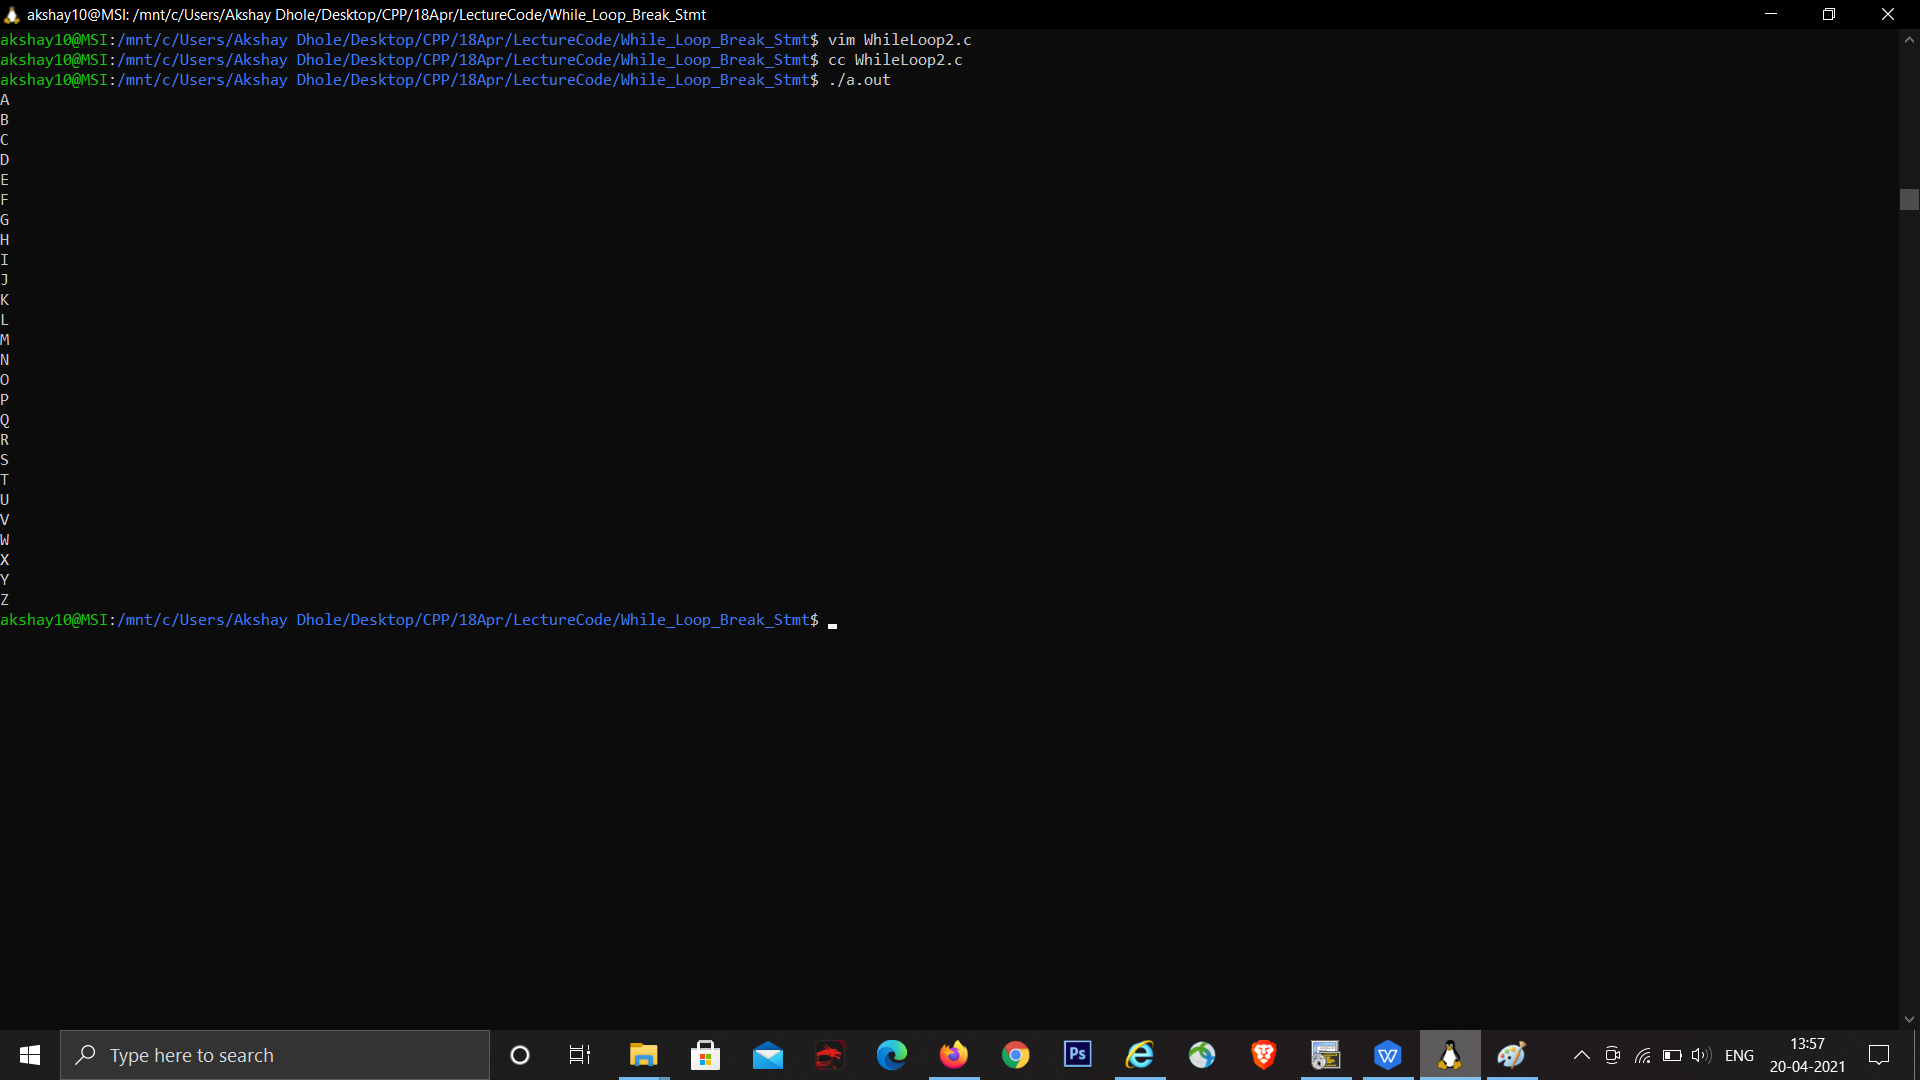 akshay10@MSI: /mnt/c/Users/Akshay Dhole/Desktop/CPP/18Apr/LectureCode/While_Loop_Break_Stmt
akshay10@MSI:/mnt/c/Users/Akshay Dhole/Desktop/CPP/18Apr/LectureCode/While_Loop_Break_Stmt$ vim WhileLoop2.c
akshay10@MSI:/mnt/c/Users/Akshay Dhole/Desktop/CPP/18Apr/LectureCode/While_Loop_Break_Stmt$ cc WhileLoop2.c
akshay10@MSI:/mnt/c/Users/Akshay Dhole/Desktop/CPP/18Apr/LectureCode/While_Loop_Break_Stmt$ ./a.out
A
B
C
D
E
F
G
H
I
J
K
L
M
N
O
P
Q
R
S
T
U
V
W
X
Y
Z
akshay10@MSI:/mnt/c/Users/Akshay Dhole/Desktop/CPP/18Apr/LectureCode/While_Loop_Break_Stmt$
Type here to search
Ps
W
ENG
13:57
20-04-2021